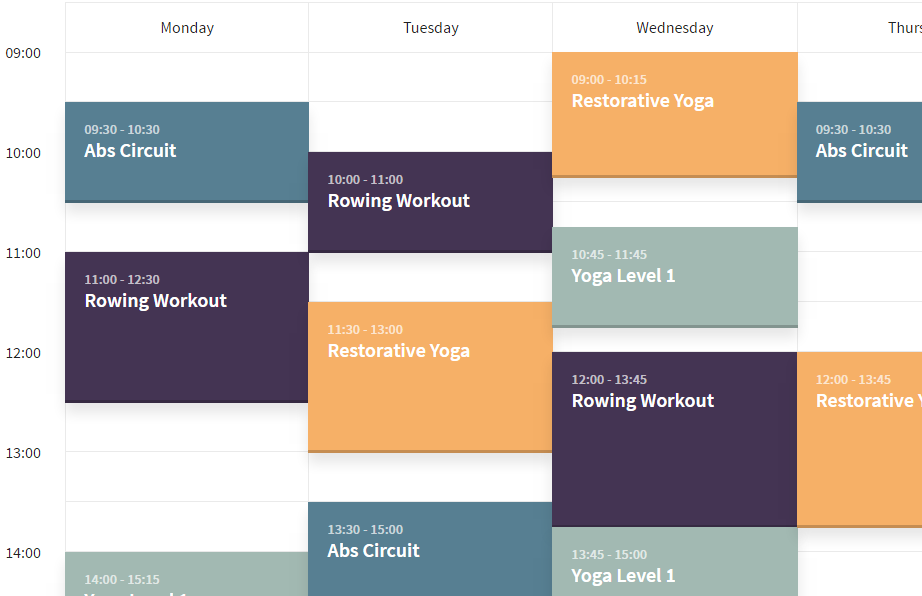 Monday Tuesday Wednesday
09:00
09:00 - 10:15
Restorative Yoga
09:30 - 10:30
Abs Circuit
09:30 - 10:30
Abs Circuit
10:00
10:00 - 11:00
Rowing Workout
11:00
10:45 - 11:45
Yoga Level 1
11:00 - 12:30
Rowing Workout
11:30 - 13:00
Restorative Yoga
12:00
12:00 - 13:45
Rowing Workout
12:00 - 13:45
Restorative
13:00
13:30 - 15:00
Abs Circuit
14:00
13:45 - 15:00
Yoga Level 1
14:00 - 15:15